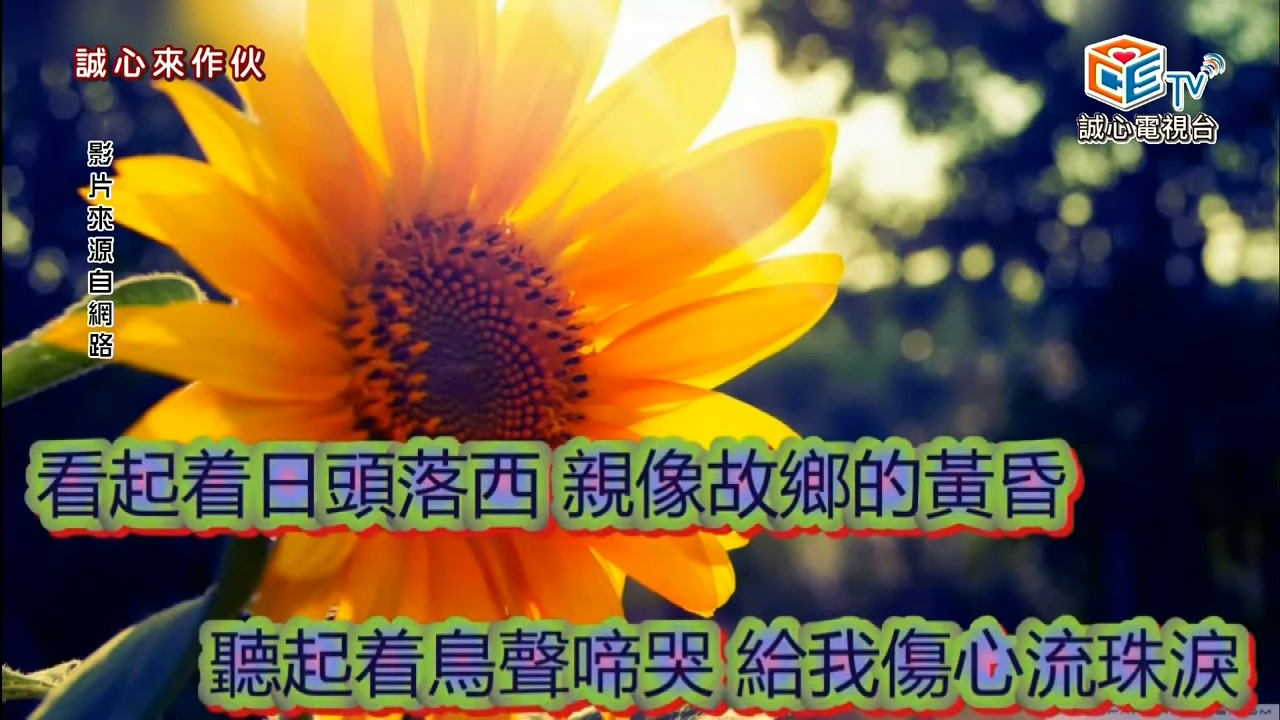 誠心來作伙
CETV
誠心電視台
影片來源自網路
看起着日頭落西 親像故鄉的黃昏
聽起着鳥聲啼哭 給我傷心流珠淚